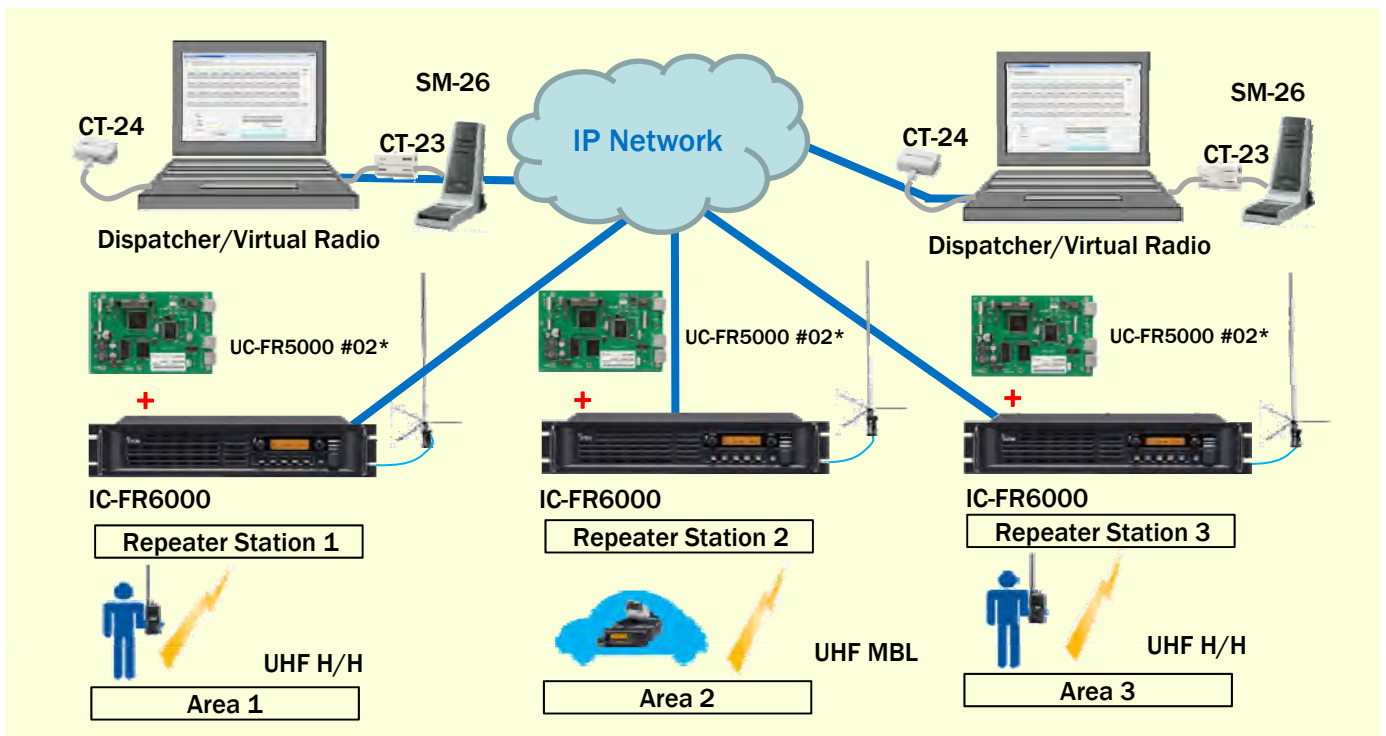 SM-26
CT-24
CT-23
Dispatcher/Virtual Radio
IP Network
SM-26
CT-24
CT-23
Dispatcher/Virtual Radio
UC-FR5000 #02*
+
IC-FR6000
Repeater Station 1
UHF H/H
Area 1
UC-FR5000 #02*
+
IC-FR6000
Repeater Station 2
UHF MBL
Area 2
UC-FR5000 #02*
+
IC-FR6000
Repeater Station 3
UHF H/H
Area 3